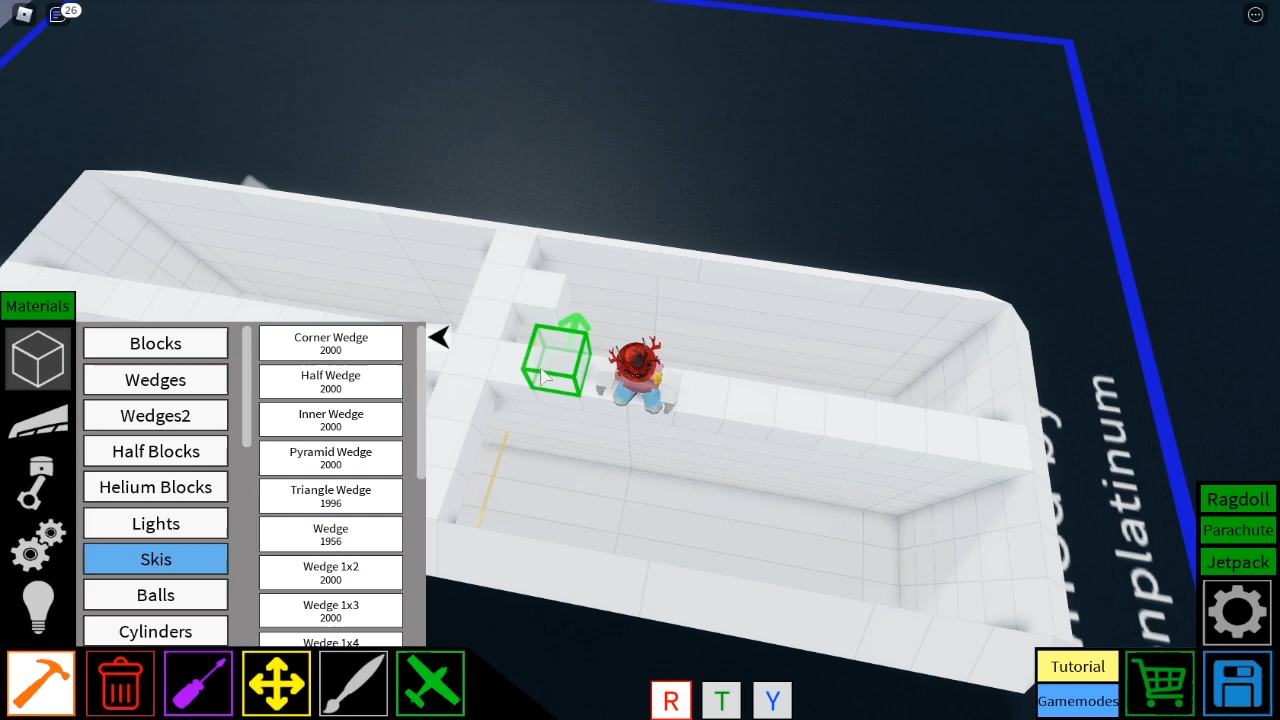 26
Materials
Blocks
Wedges
Wedges2
Half Blocks
Helium Blocks
Lights
Skis
Balls
Cylinders
Corner Wedge
2000
Half Wedge
2000
Inner Wedge
2000
Pyramid Wedge
2000
Triangle Wedge
1996
Wedge
1956
Wedge 1x2
2000
Wedge 1x3
2000
Wedge 1x4
by
nplatinum
Ragdoll
Parachute
Jetpack
Tutorial
Gamemodes
R
T
Y